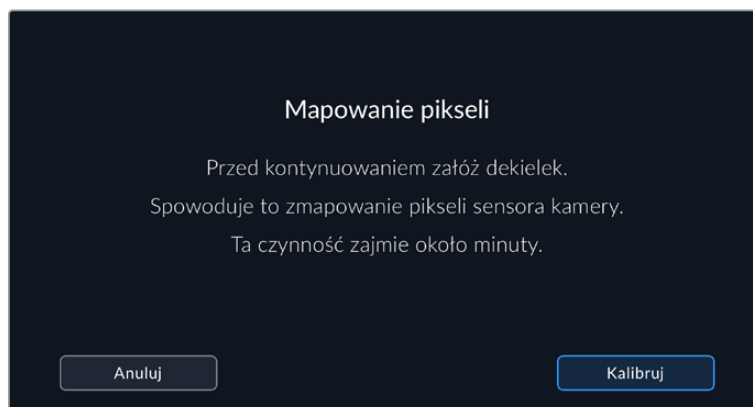 Mapowanie pikseli
Przed kontynuowaniem załóż dekielek.
Spowoduje to zmapowanie pikseli sensora kamery.
Ta czynność zajmie około minuty.
Anuluj
Kalibruj